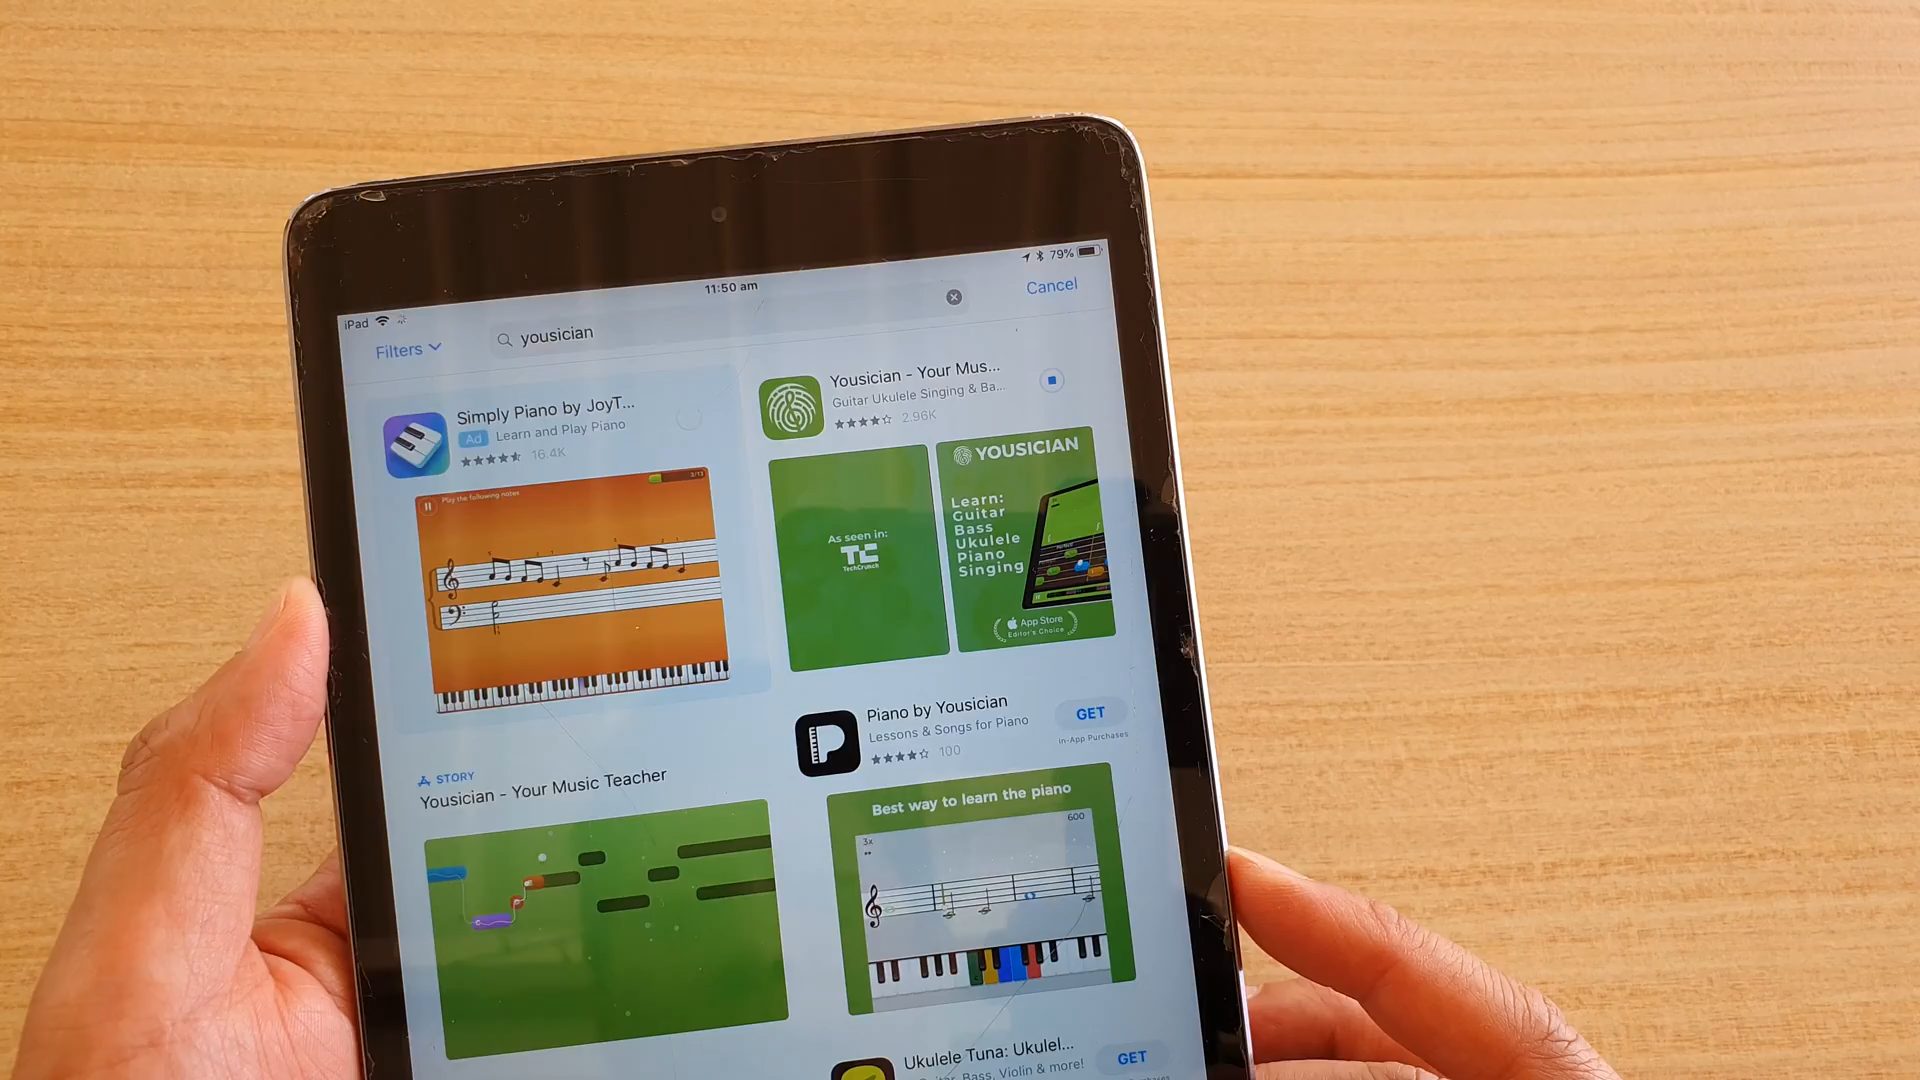 iPad
11:50 am
79%
Filters
yousician
Cancel
Simply Piano by JoyT...
Ad Learn and Play Piano
16.4K
Play the following notes
3/13
Yousician - Your Mus...
Guitar Ukulele Singing & Ba...
2.96K
As seen in:
TC
TechCrunch
YOUSICIAN
Learn:
Guitar
Bass
Ukulele
Piano
Singing
App Store
Editor's Choice
STORY
Yousician - Your Music Teacher
Piano by Yousician
Lessons & Songs for Piano
100
GET
In-App Purchases
Best way to learn the piano
3x
600
Ukulele Tuna: Ukulel...
Guitar, Bass, Violin & more!
GET